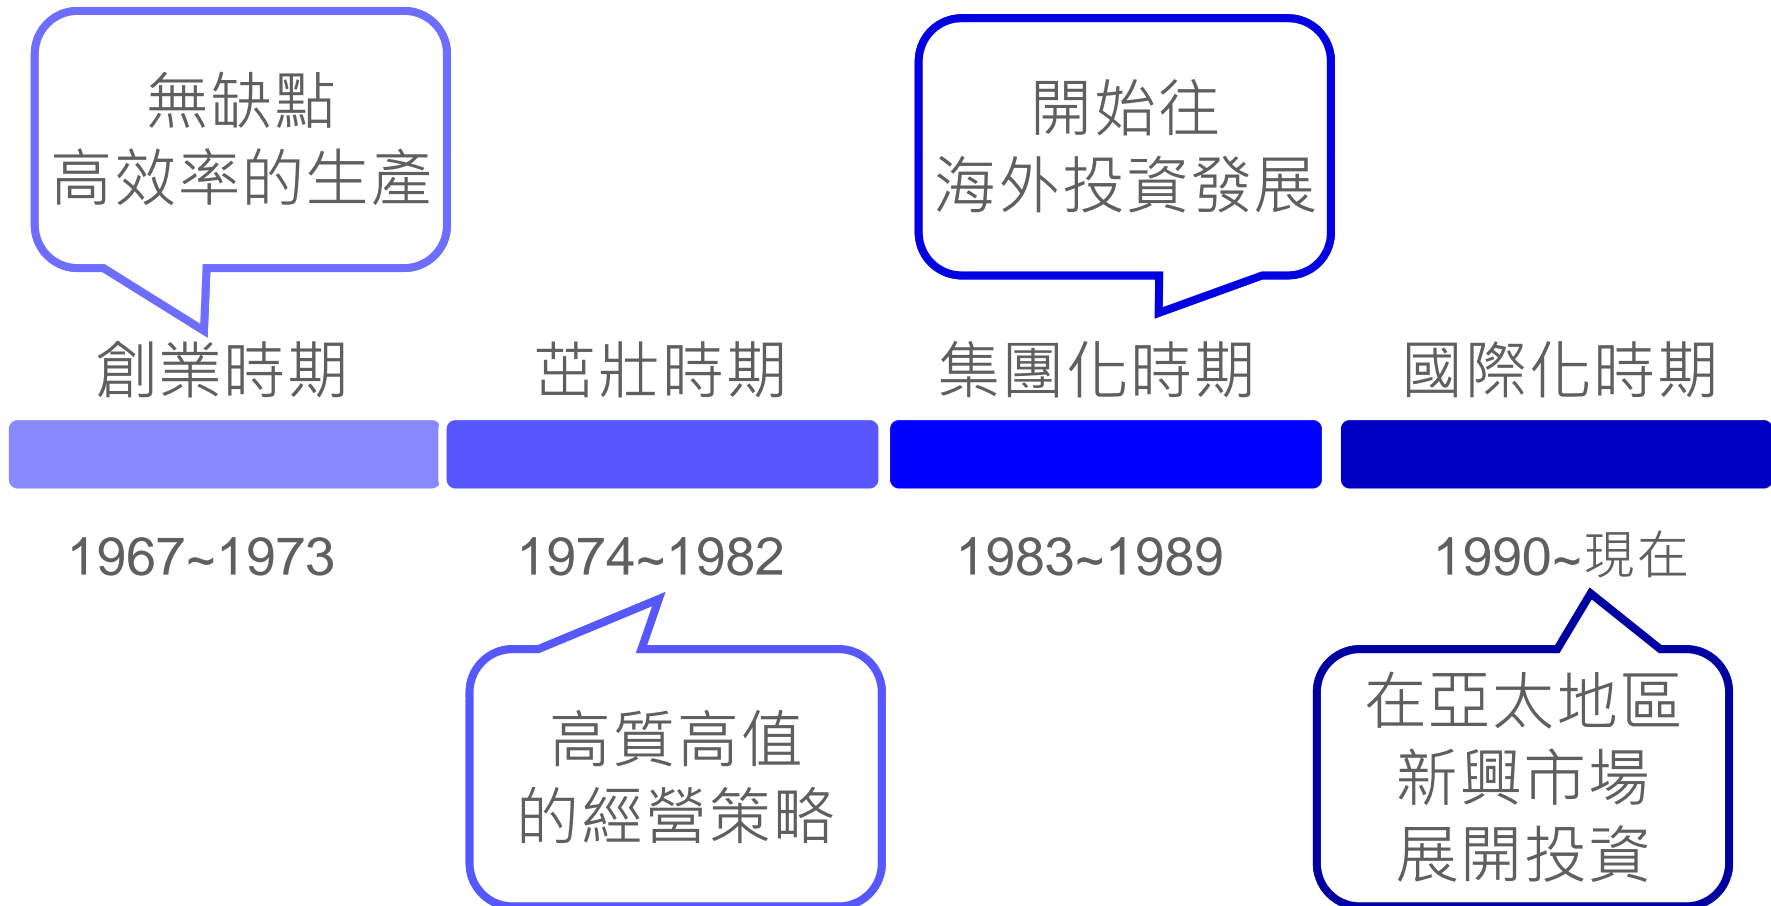 無缺點
高效率的生產
開始往
海外投資發展
創業時期
茁壯時期
集團化時期
國際化時期
1967~1973
1974~1982
1983~1989
1990~現在
高質高值
的經營策略
在亞太地區
新興市場
展開投資